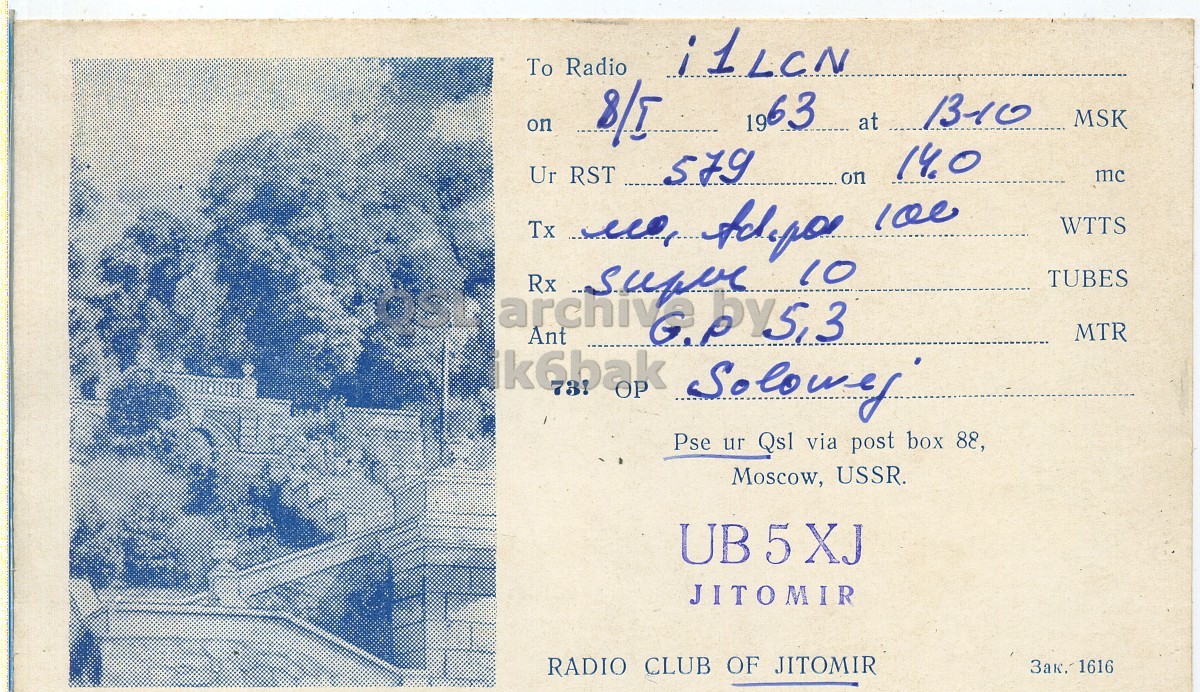 To Radio i1LCN
on 8/I 1963 at 13-10 MSK
Ur RST 579 on 14.0 mc
Tx 100 WTTS
Rx super 10 TUBES
Ant G.P 5,3 MTR
73! OP Solowej
Pse ur Qsl via post box 88,
Moscow, USSR.
UB5XJ
JITOMIR
RADIO CLUB OF JITOMIR Зак. 1616
QSL archive by
ik6bak